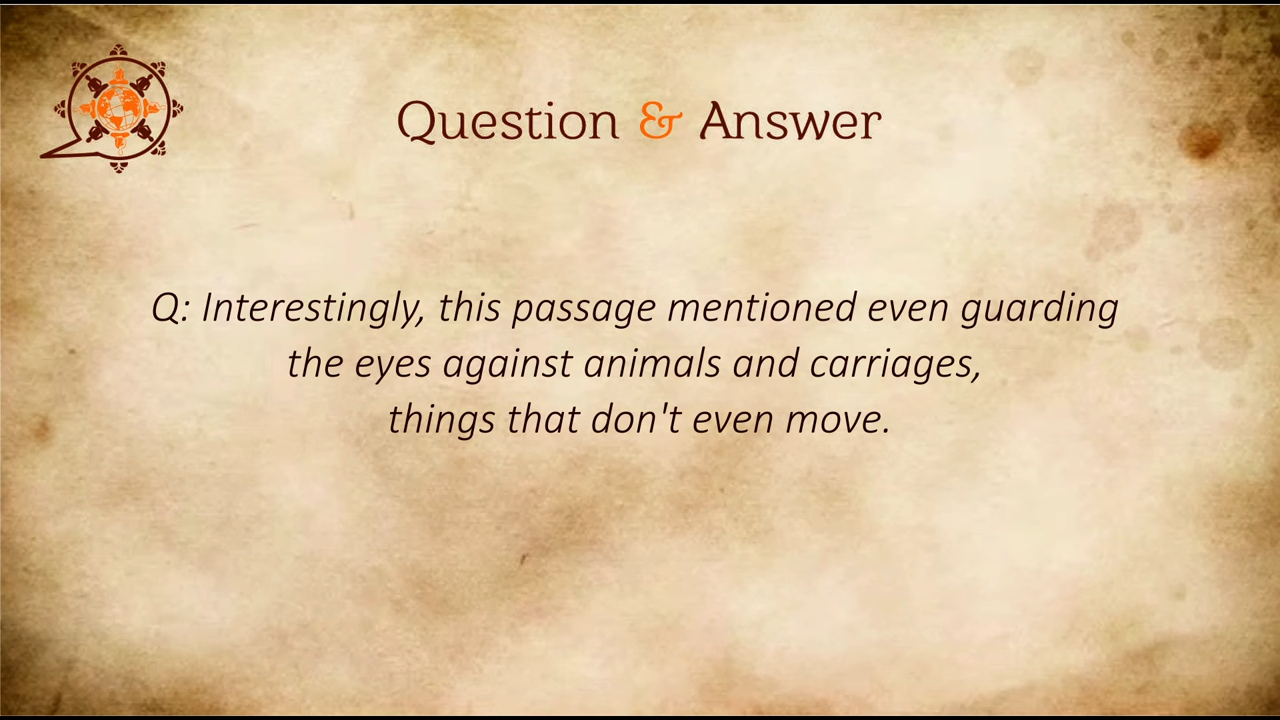 Question & Answer
Q: Interestingly, this passage mentioned even guarding
the eyes against animals and carriages,
things that don't even move.